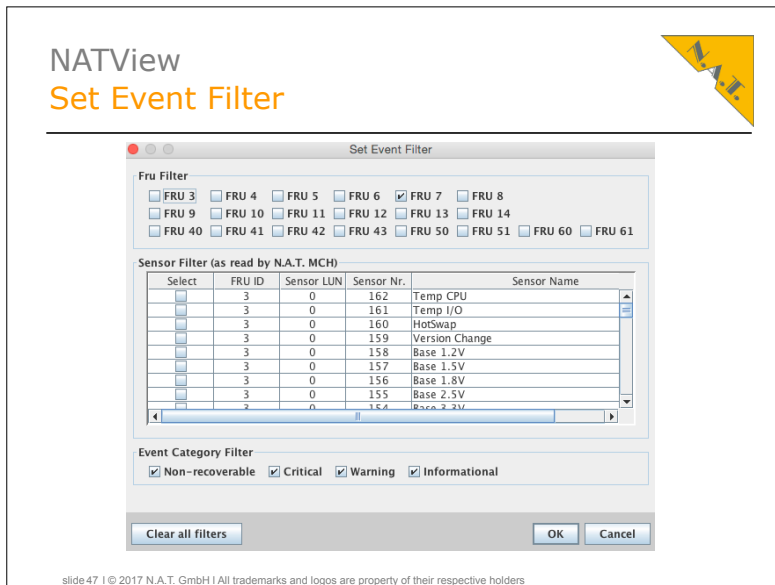 NATView
Set Event Filter
N.A.T.
Set Event Filter
Fru Filter
FRU 3 FRU 4 FRU 5 FRU 6 FRU 7 FRU 8
FRU 9 FRU 10 FRU 11 FRU 12 FRU 13 FRU 14
FRU 40 FRU 41 FRU 42 FRU 43 FRU 50 FRU 51 FRU 60 FRU 61
Sensor Filter (as read by N.A.T. MCH)
Select FRU ID Sensor LUN Sensor Nr. Sensor Name
3 0 162 Temp CPU
3 0 161 Temp I/O
3 0 160 HotSwap
3 0 159 Version Change
3 0 158 Base 1.2V
3 0 157 Base 1.5V
3 0 156 Base 1.8V
3 0 155 Base 2.5V
3 0 154 Base 3.3V
Event Category Filter
Non-recoverable Critical Warning Informational
Clear all filters OK Cancel
slide 47 | © 2017 N.A.T. GmbH | All trademarks and logos are property of their respective holders